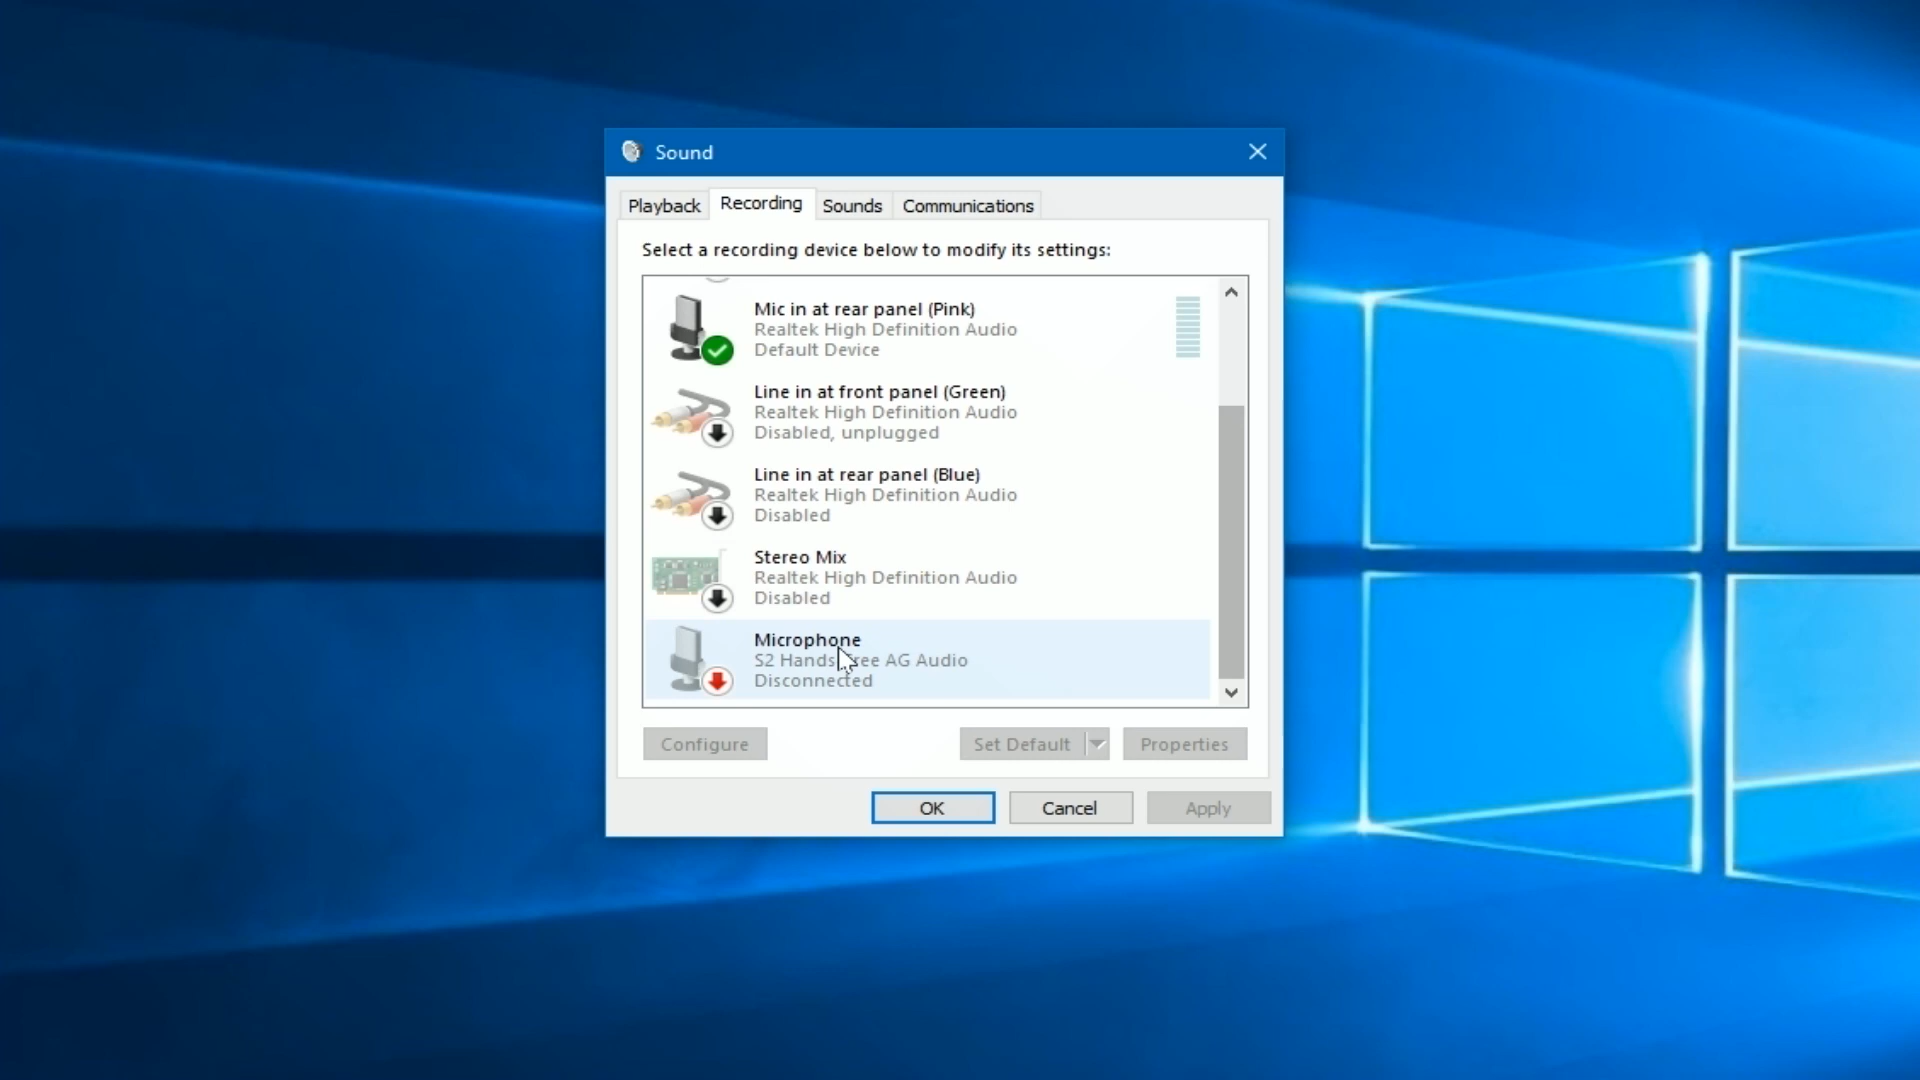 Sound
Playback
Recording
Sounds
Communications
Select a recording device below to modify its settings:
Mic in at rear panel (Pink)
Realtek High Definition Audio
Default Device
Line in at front panel (Green)
Realtek High Definition Audio
Disabled, unplugged
Line in at rear panel (Blue)
Realtek High Definition Audio
Disabled
Stereo Mix
Realtek High Definition Audio
Disabled
Microphone
S2 Hands-Free AG Audio
Disconnected
Configure
Set Default
Properties
OK
Cancel
Apply